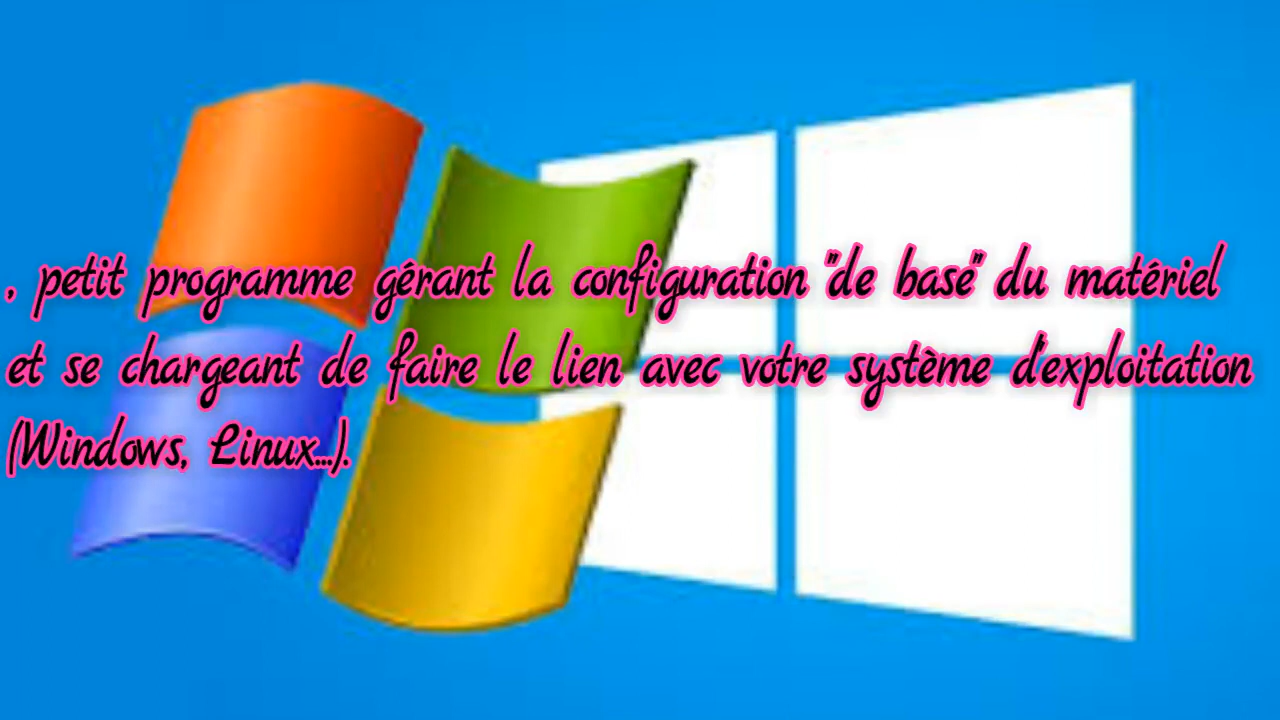 , petit programme gérant la configuration "de base" du matériel
et se chargeant de faire le lien avec votre système d'exploitation
(Windows, Linux...).